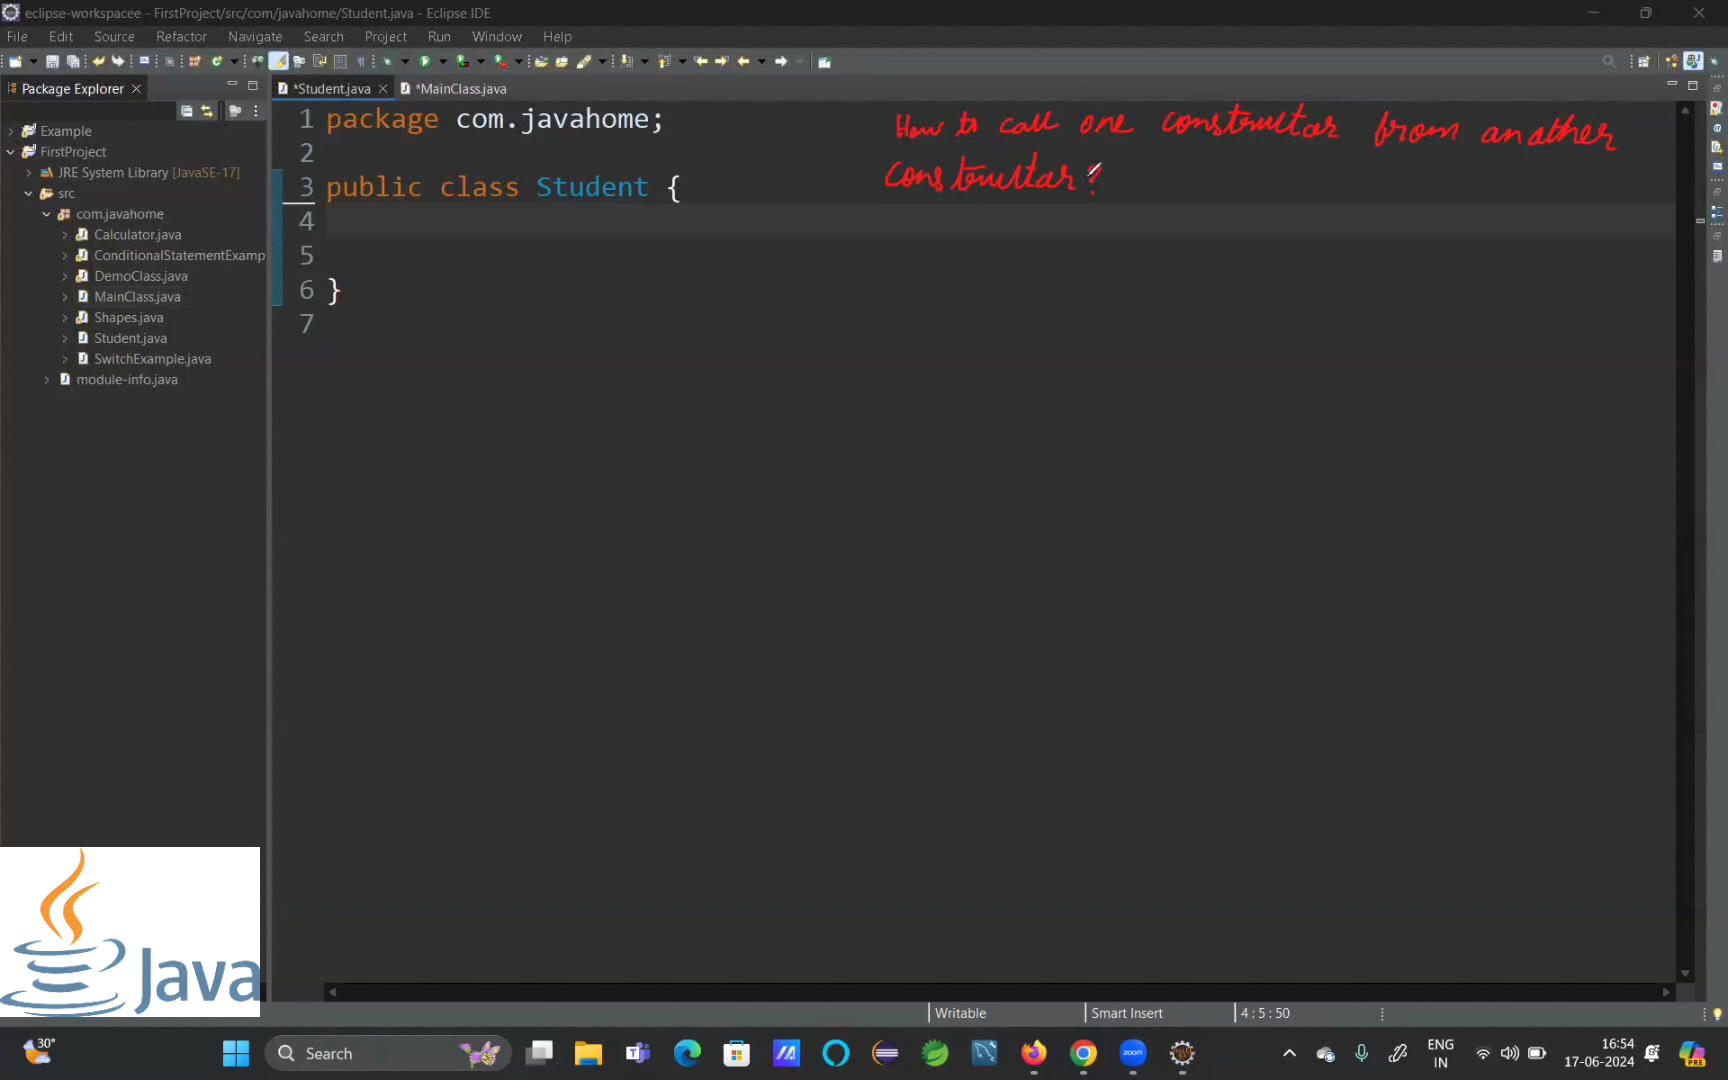 eclipse-workspacee - FirstProject/src/com/javahome/Student.java - Eclipse IDE
File Edit Source Refactor Navigate Search Project Run Window Help
Package Explorer
*Student.java
*MainClass.java
Example
FirstProject
JRE System Library [JavaSE-17]
src
com.javahome
Calculator.java
ConditionalStatementExamp
DemoClass.java
MainClass.java
Shapes.java
Student.java
SwitchExample.java
module-info.java
1 package com.javahome;
2
3 public class Student {
4
5
6 }
7
How to call one constructor from another
constructor?
Java
Writable
Smart Insert
4 : 5 : 50
30°
Search
zoom
ENG
IN
16:54
17-06-2024
PRE